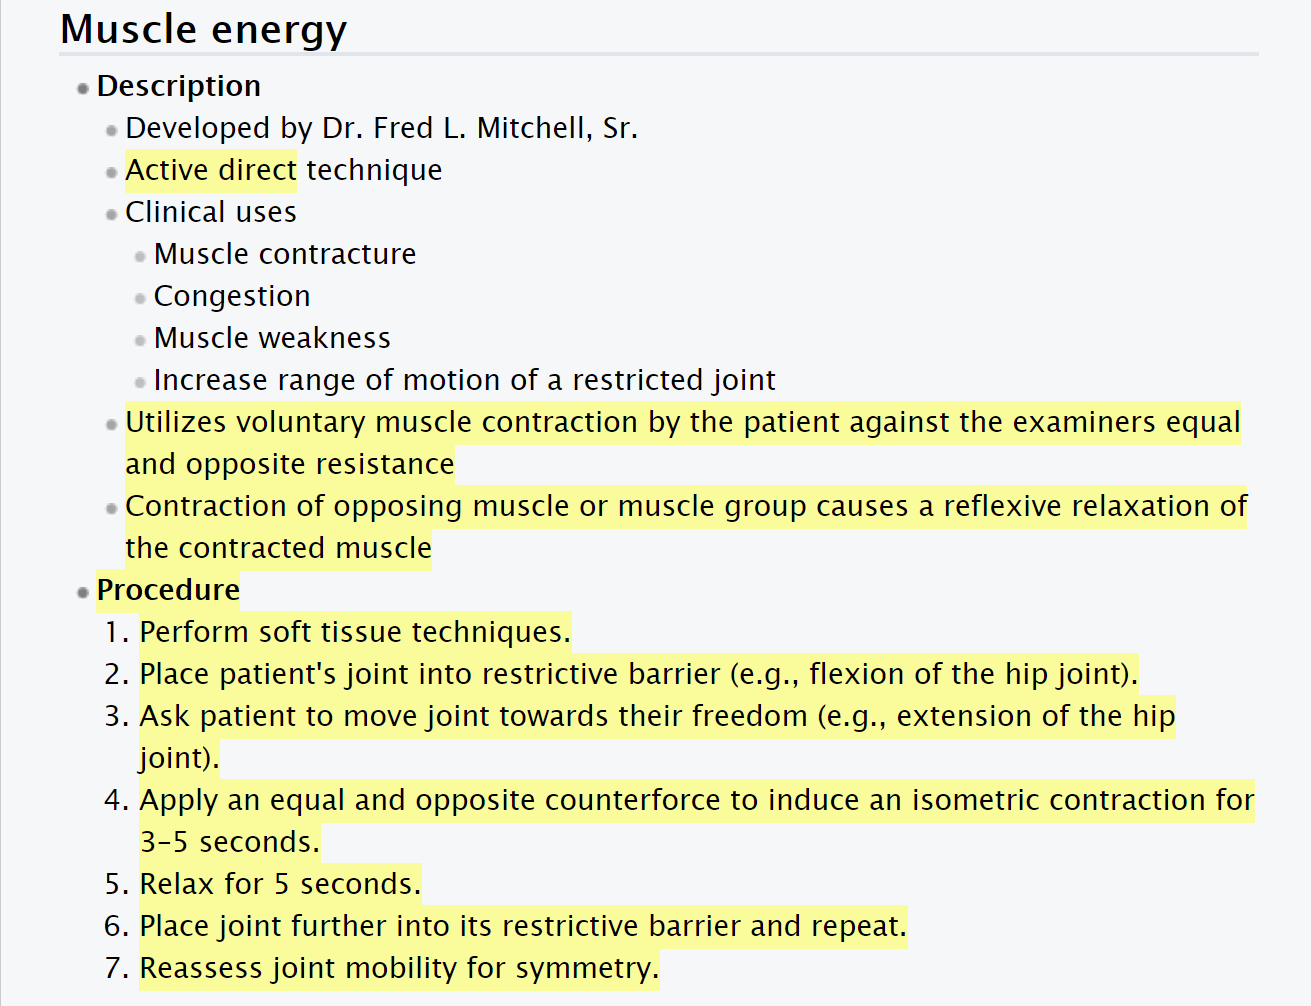 Muscle energy
Description
Developed by Dr. Fred L. Mitchell, Sr.
Active direct technique
Clinical uses
Muscle contracture
Congestion
Muscle weakness
Increase range of motion of a restricted joint
Utilizes voluntary muscle contraction by the patient against the examiners equal
and opposite resistance
Contraction of opposing muscle or muscle group causes a reflexive relaxation of
the contracted muscle
Procedure
1. Perform soft tissue techniques.
2. Place patient's joint into restrictive barrier (e.g., flexion of the hip joint).
3. Ask patient to move joint towards their freedom (e.g., extension of the hip
joint).
4. Apply an equal and opposite counterforce to induce an isometric contraction for
3–5 seconds.
5. Relax for 5 seconds.
6. Place joint further into its restrictive barrier and repeat.
7. Reassess joint mobility for symmetry.